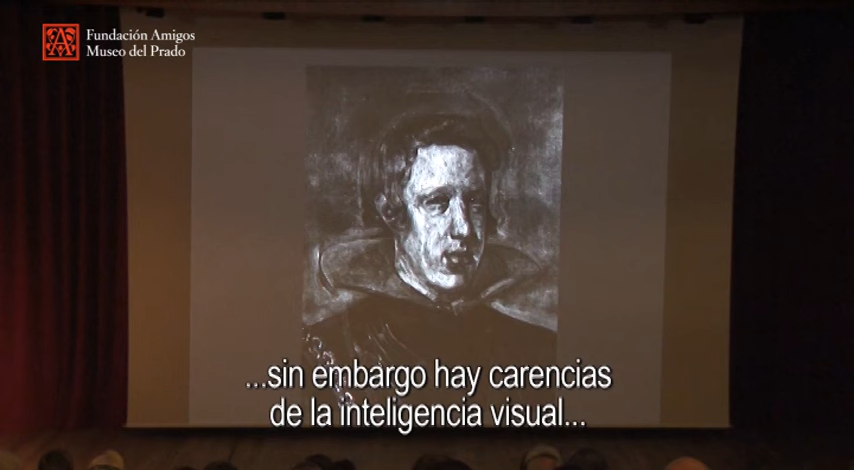 Fundación Amigos
Museo del Prado
...sin embargo hay carencias
de la inteligencia visual...